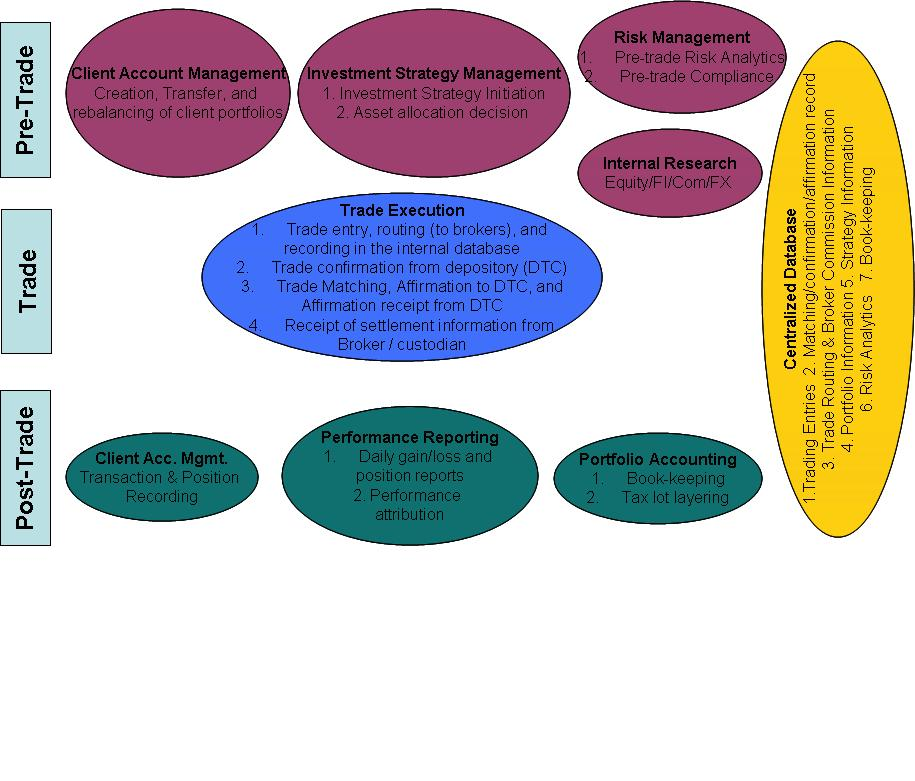 Pre-Trade
Client Account Management
Creation, Transfer, and
rebalancing of client portfolios
Investment Strategy Management
1. Investment Strategy Initiation
2. Asset allocation decision
Risk Management
1. Pre-trade Risk Analytics
2. Pre-trade Compliance
Internal Research
Equity/FI/Com/FX
Trade
Trade Execution
1. Trade entry, routing (to brokers), and
recording in the internal database
2. Trade confirmation from depository (DTC)
3. Trade Matching, Affirmation to DTC, and
Affirmation receipt from DTC
4. Receipt of settlement information from
Broker / custodian
Post-Trade
Client Acc. Mgmt.
Transaction & Position
Recording
Performance Reporting
1. Daily gain/loss and
position reports
2. Performance
attribution
Portfolio Accounting
1. Book-keeping
2. Tax lot layering
Centralized Database
1.Trading Entries 2. Matching/confirmation/affirmation record
3. Trade Routing & Broker Commission Information
4. Portfolio Information 5. Strategy Information
6. Risk Analytics 7. Book-keeping